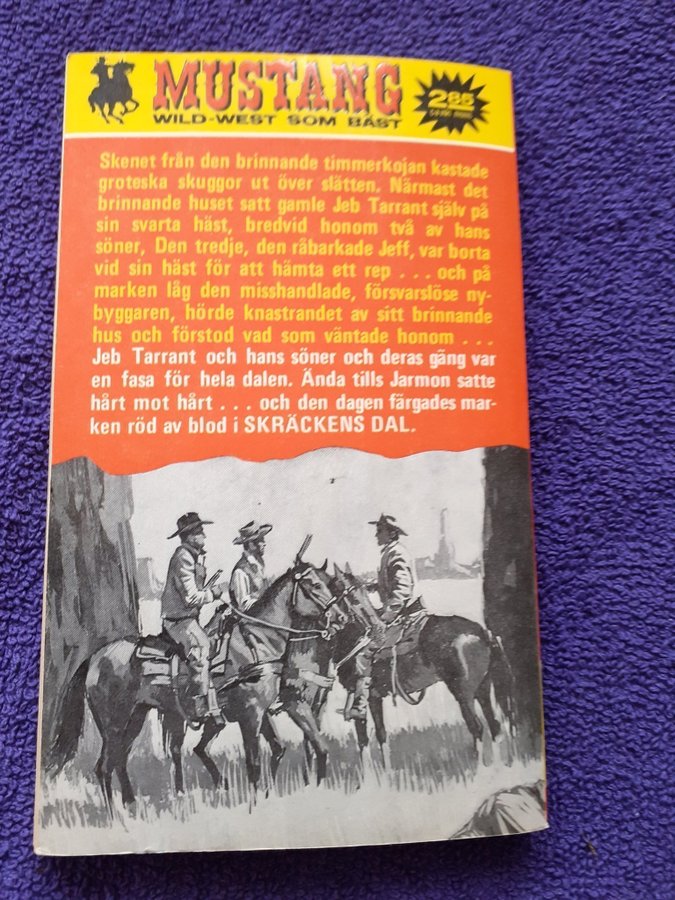 MUSTANG
WILD-WEST SOM BÄST
2 85
Skenet från den brinnande timmerkojan kastade
groteska skuggor ut över slätten. Närmast det
brinnande huset satt gamle Jeb Tarrant själv på
sin svarta häst, bredvid honom två av hans
söner, Den tredje, den råbarkade Jeff, var borta
vid sin häst för att hämta ett rep . . . och på
marken låg den misshandlade, försvarslöse ny-
byggaren, hörde knastrandet av sitt brinnande
hus och förstod vad som väntade honom . . .
Jeb Tarrant och hans söner och deras gäng var
en fasa för hela dalen. Ända tills Jarmon satte
hårt mot hårt . . . och den dagen färgades mar-
ken röd av blod i SKRÄCKENS DAL.